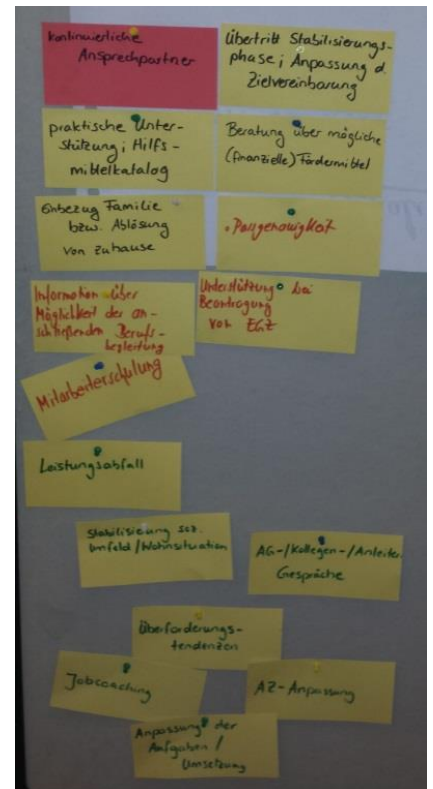 kontinuierliche
Ansprechpartner
Übertritt Stabilisierungs-
phase; Anpassung d.
Zielvereinbarung
praktische Unter-
stützung; Hilfs-
mittelkatalog
Beratung über mögliche
(finanzielle) Fördermittel
Einbezug Familie
bzw. Ablösung
von zuhause
. Passgenauigkeit
Information über
Möglichkeit der an-
schließenden Berufs-
begleitung
Unterstützung bei
Beantragung
von EGZ
Mitarbeiterschulung
Leistungsabfall
Stabilisierung soz.
Umfeld/Wohnsituation
AG-/Kollegen-/Anleiter
Gespräche
Überforderungs-
tendenzen
Jobcoaching
AZ-Anpassung
Anpassung der
Aufgaben /
Umsetzung